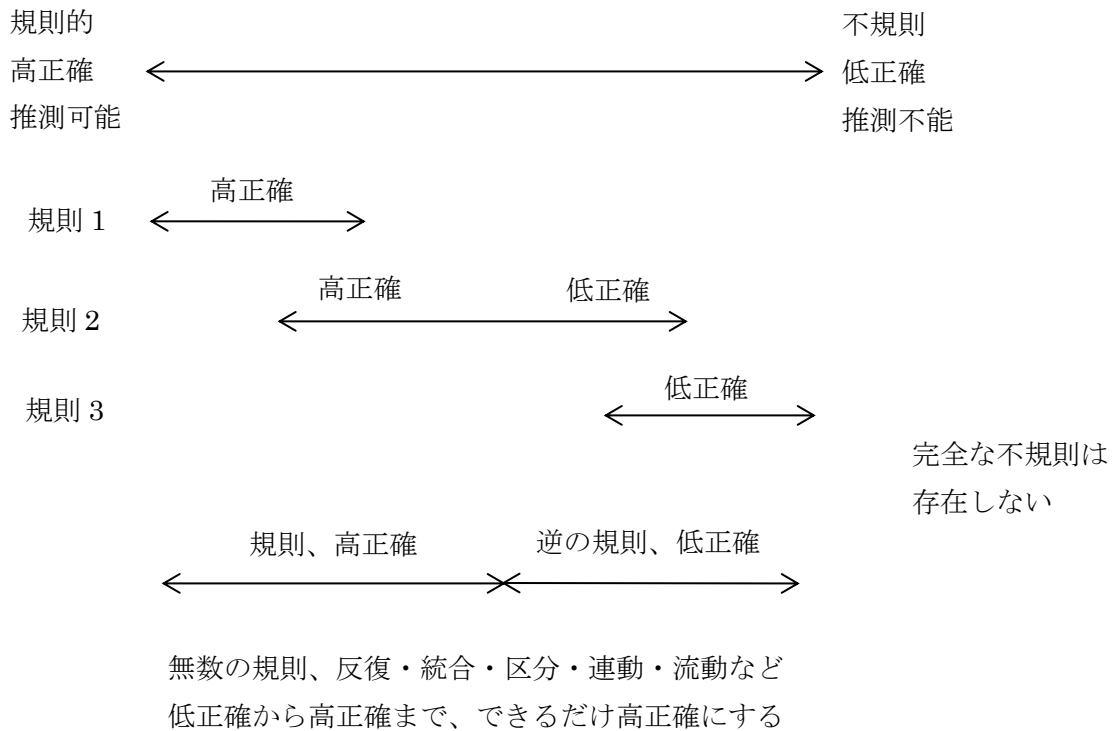 規則的
高正確
推測可能
不規則
低正確
推測不能
高正確
規則 1
高正確 低正確
規則 2
低正確
規則 3
完全な不規則は
存在しない
規則、高正確 逆の規則、低正確
無数の規則、反復・統合・区分・連動・流動など
低正確から高正確まで、できるだけ高正確にする